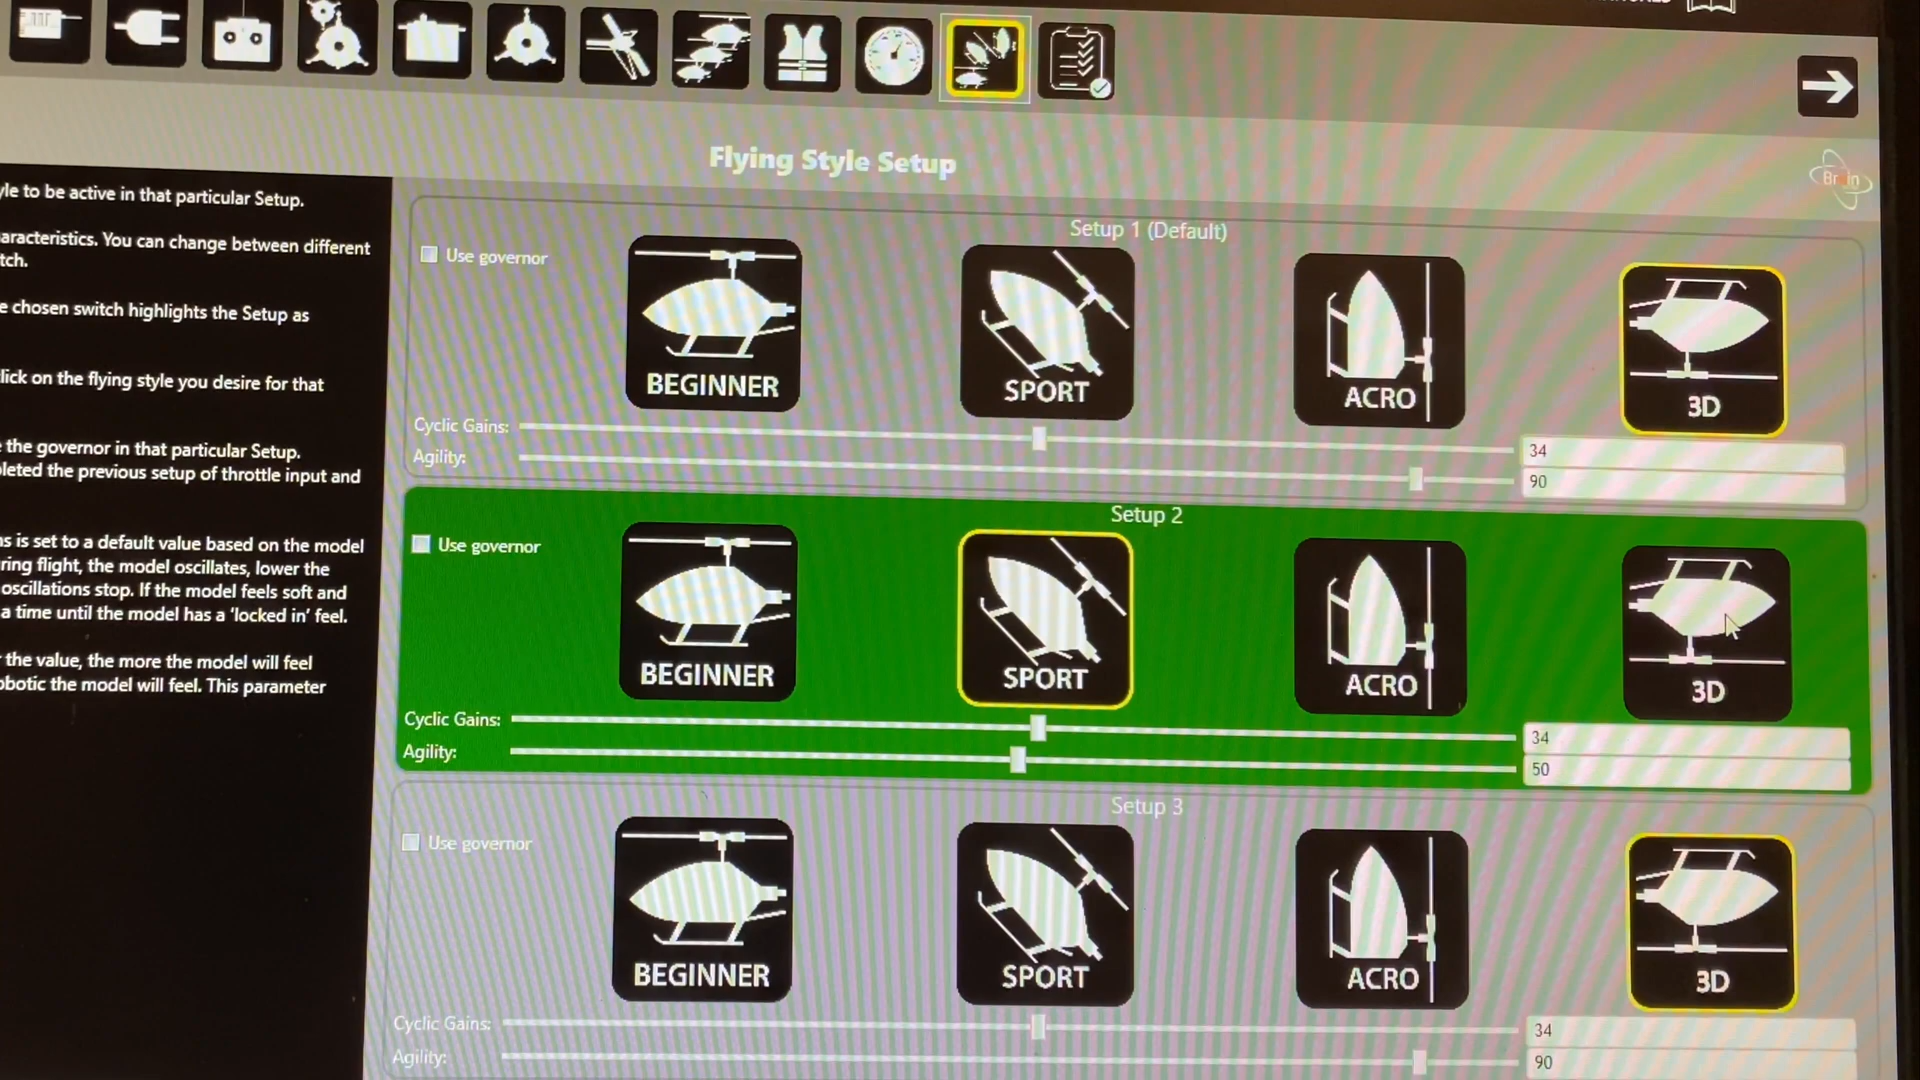 Flying Style Setup
Brain
yle to be active in that particular Setup.
aracteristics. You can change between different
tch.
e chosen switch highlights the Setup as
lick on the flying style you desire for that
the governor in that particular Setup.
leted the previous setup of throttle input and
ns is set to a default value based on the model
ring flight, the model oscillates, lower the
oscillations stop. If the model feels soft and
a time until the model has a 'locked in' feel.
the value, the more the model will feel
obotic the model will feel. This parameter
Setup 1 (Default)
Use governor
BEGINNER
SPORT
ACRO
3D
Cyclic Gains:
34
Agility:
90
Setup 2
Use governor
BEGINNER
SPORT
ACRO
3D
Cyclic Gains:
34
Agility:
50
Setup 3
Use governor
BEGINNER
SPORT
ACRO
3D
Cyclic Gains:
34
Agility:
90